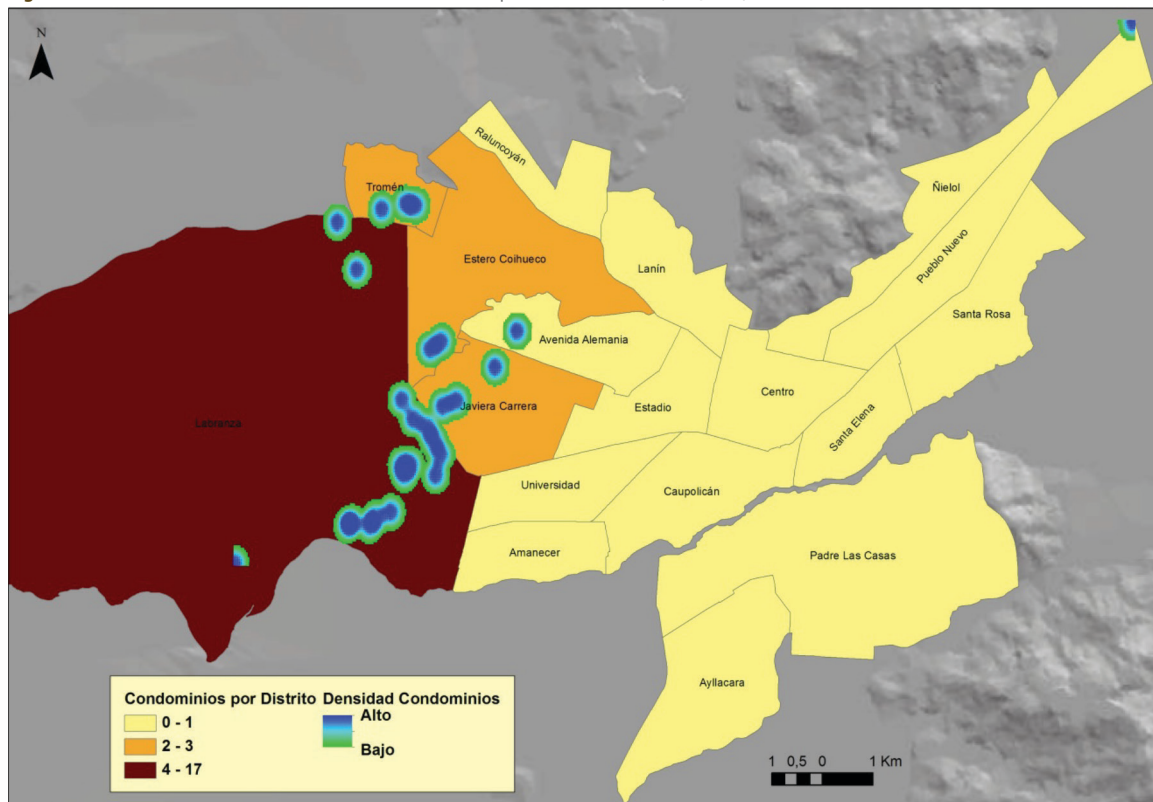 N
Raluncoyán
Tromén
Ñielol
Estero Coihueco
Lanín
Pueblo Nuevo
Santa Rosa
Avenida Alemania
Centro
Javiera Carrera
Estadio
Labranza
Santa Elena
Universidad
Caupolicán
Amanecer
Padre Las Casas
Ayllacara
Condominios por Distrito
0 - 1
2 - 3
4 - 17
Densidad Condominios
Alto
Bajo
1 0,5 0 1 Km